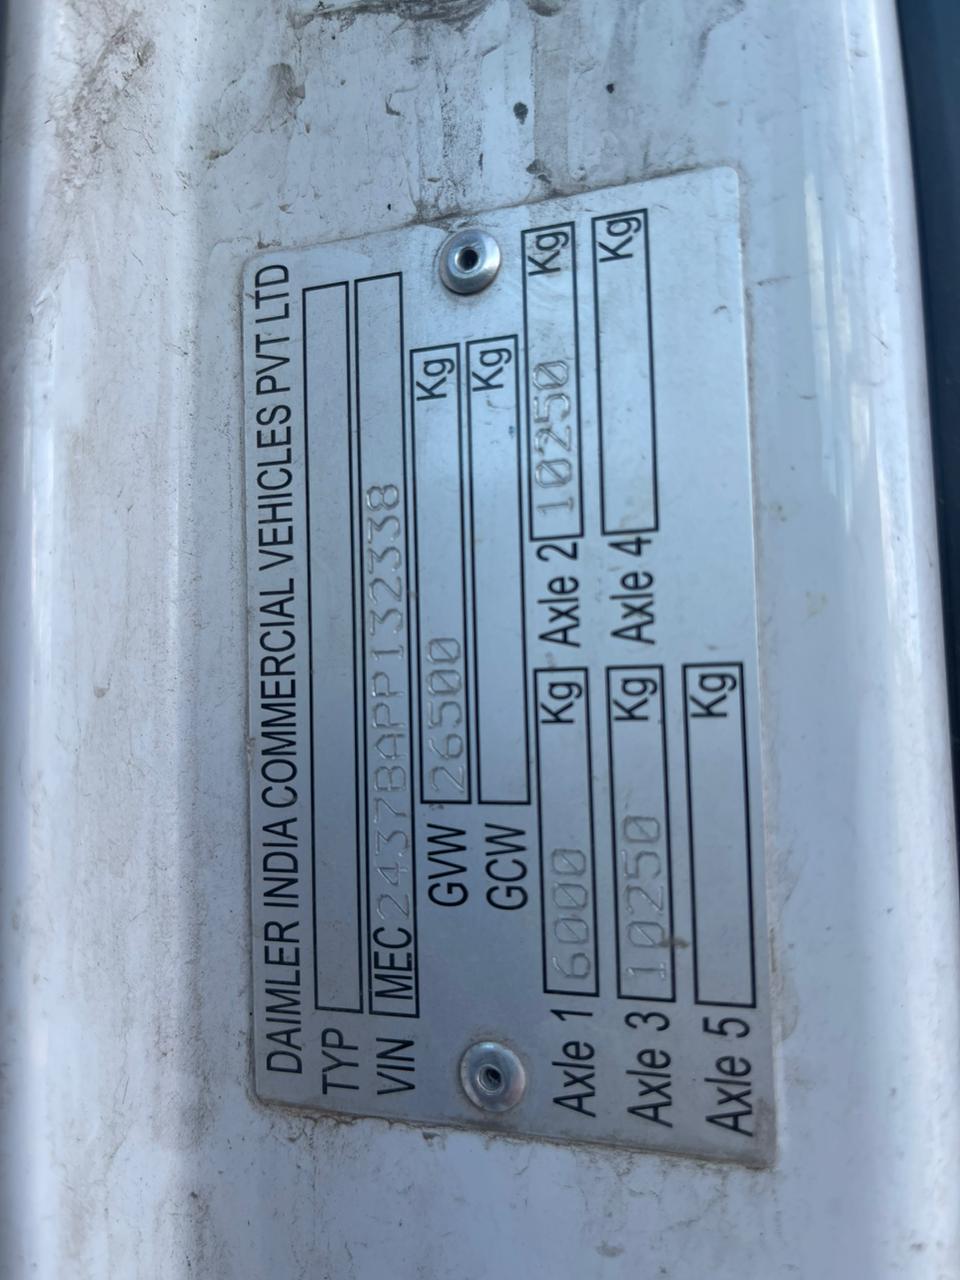 DAIMLER INDIA COMMERCIAL VEHICLES PVT LTD
TYP
VIN MEC2437BAPP132338
GVW 26500 Kg
GCW Kg
Axle 1 6000 Kg Axle 2 10250 Kg
Axle 3 10250 Kg Axle 4 Kg
Axle 5 Kg